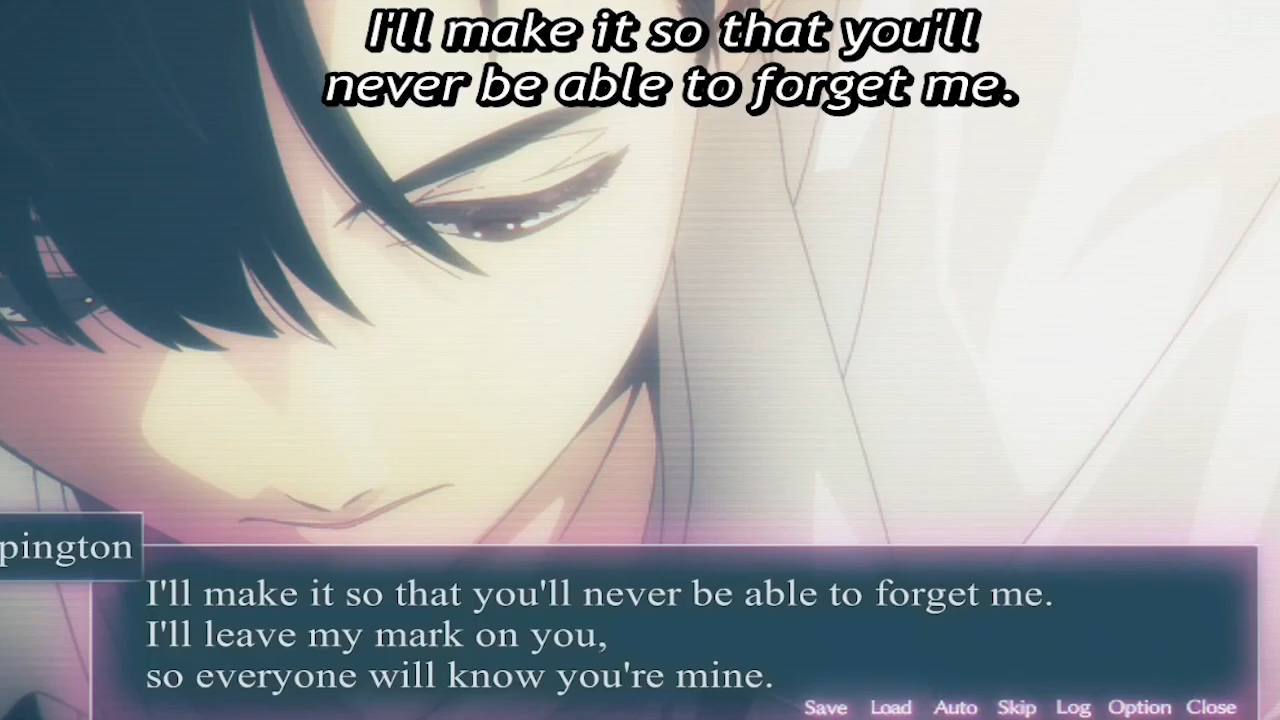 I'll make it so that you'll
never be able to forget me.
pington
I'll make it so that you'll never be able to forget me.
I'll leave my mark on you,
so everyone will know you're mine.
Save Load Auto Skip Log Option Close